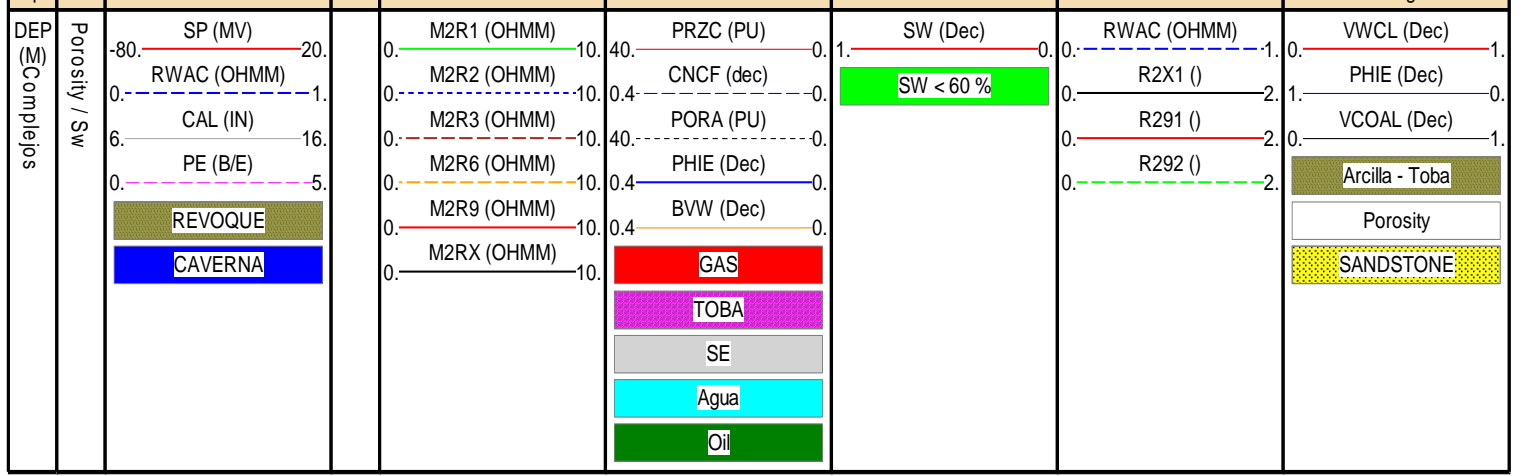 DEP
(M)
Complejos
Porosity / Sw
SP (MV)
-80. 20.
RWAC (OHMM)
0. 1.
CAL (IN)
6. 16.
PE (B/E)
0. 5.
REVOQUE
CAVERNA
M2R1 (OHMM)
0. 10.
M2R2 (OHMM)
0. 10.
M2R3 (OHMM)
0. 10.
M2R6 (OHMM)
0. 10.
M2R9 (OHMM)
0. 10.
M2RX (OHMM)
0. 10.
PRZC (PU)
40. 0.
CNCF (dec)
0.4 0.
PORA (PU)
40. 0.
PHIE (Dec)
0.4 0.
BVW (Dec)
0.4 0.
GAS
TOBA
SE
Agua
Oil
SW (Dec)
1. 0.
SW < 60 %
RWAC (OHMM)
0. 1.
R2X1 ()
0. 2.
R291 ()
0. 2.
R292 ()
0. 2.
VWCL (Dec)
0. 1.
PHIE (Dec)
1. 0.
VCOAL (Dec)
0. 1.
Arcilla - Toba
Porosity
SANDSTONE